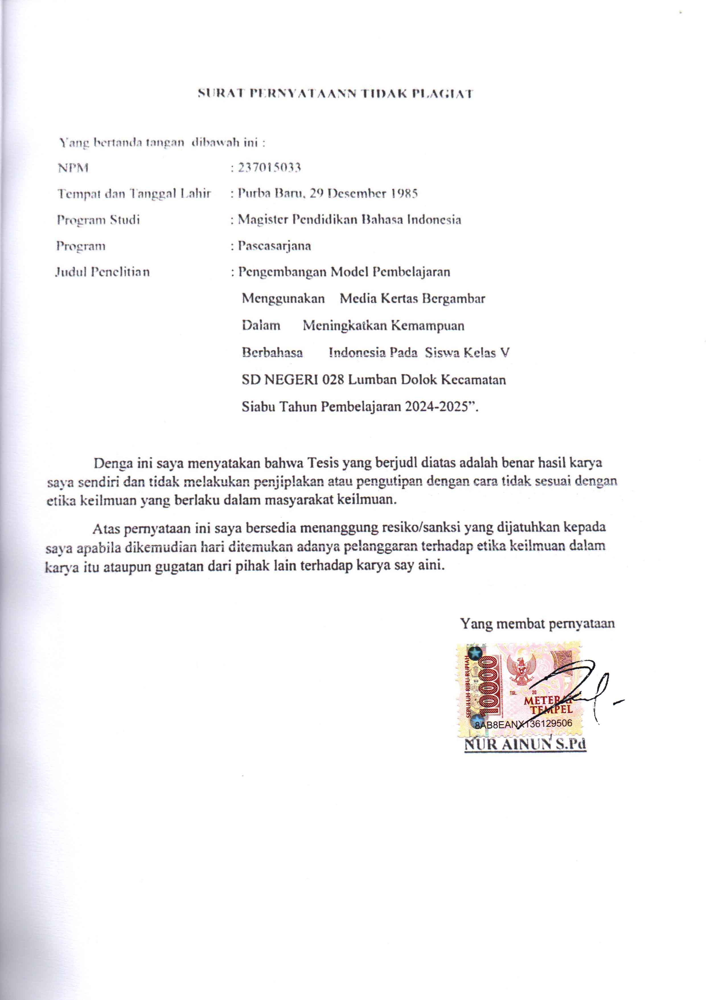 SURAT PERNYATAANN TIDAK PLAGIAT
Yang bertanda tangan dibawah ini :
NPM : 237015033
Tempat dan Tanggal Lahir : Purba Baru, 29 Desember 1985
Program Studi : Magister Pendidikan Bahasa Indonesia
Program : Pascasarjana
Judul Penelitian : Pengembangan Model Pembelajaran
Menggunakan Media Kertas Bergambar
Dalam Meningkatkan Kemampuan
Berbahasa Indonesia Pada Siswa Kelas V
SD NEGERI 028 Lumban Dolok Kecamatan
Siabu Tahun Pembelajaran 2024-2025”.
Denga ini saya menyatakan bahwa Tesis yang berjudl diatas adalah benar hasil karya
saya sendiri dan tidak melakukan penjiplakan atau pengutipan dengan cara tidak sesuai dengan
etika keilmuan yang berlaku dalam masyarakat keilmuan.
Atas pernyataan ini saya bersedia menanggung resiko/sanksi yang dijatuhkan kepada
saya apabila dikemudian hari ditemukan adanya pelanggaran terhadap etika keilmuan dalam
karya itu ataupun gugatan dari pihak lain terhadap karya say aini.
Yang membat pernyataan
SEPULUH RIBU RUPIAH
10000
TGL. 20
METERAI
TEMPEL
8AB8EANX136129506
NUR AINUN S.Pd